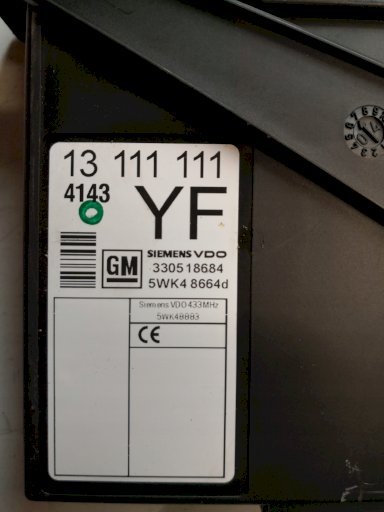 13 111 111
4143
YF
GM
SIEMENS VDO
330518684
5WK4 8664d
Siemens VDO 433MHz
5WK48883
CE